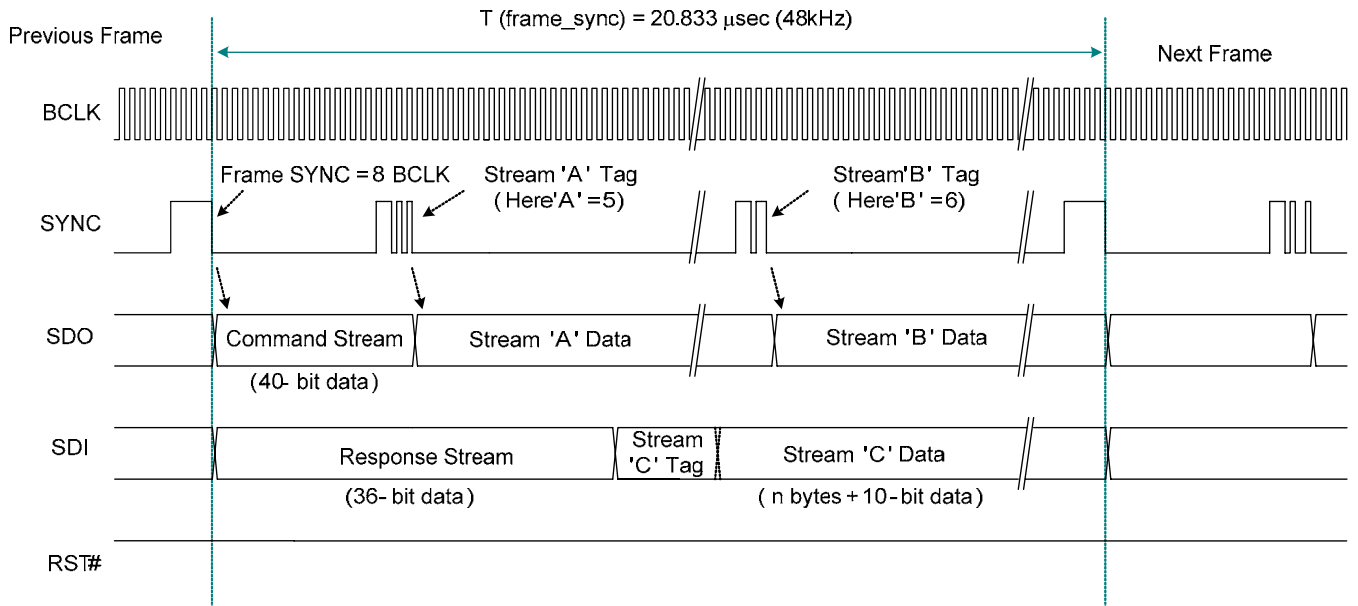 T (frame_sync) = 20.833 μsec (48kHz)
Previous Frame
Next Frame
BCLK
Frame SYNC = 8 BCLK
Stream 'A' Tag
(Here 'A' = 5)
Stream 'B' Tag
(Here 'B' = 6)
SYNC
SDO
Command Stream
Stream 'A' Data
Stream 'B' Data
(40-bit data)
SDI
Response Stream
Stream
'C' Tag
Stream 'C' Data
(36-bit data)
(n bytes + 10-bit data)
RST#